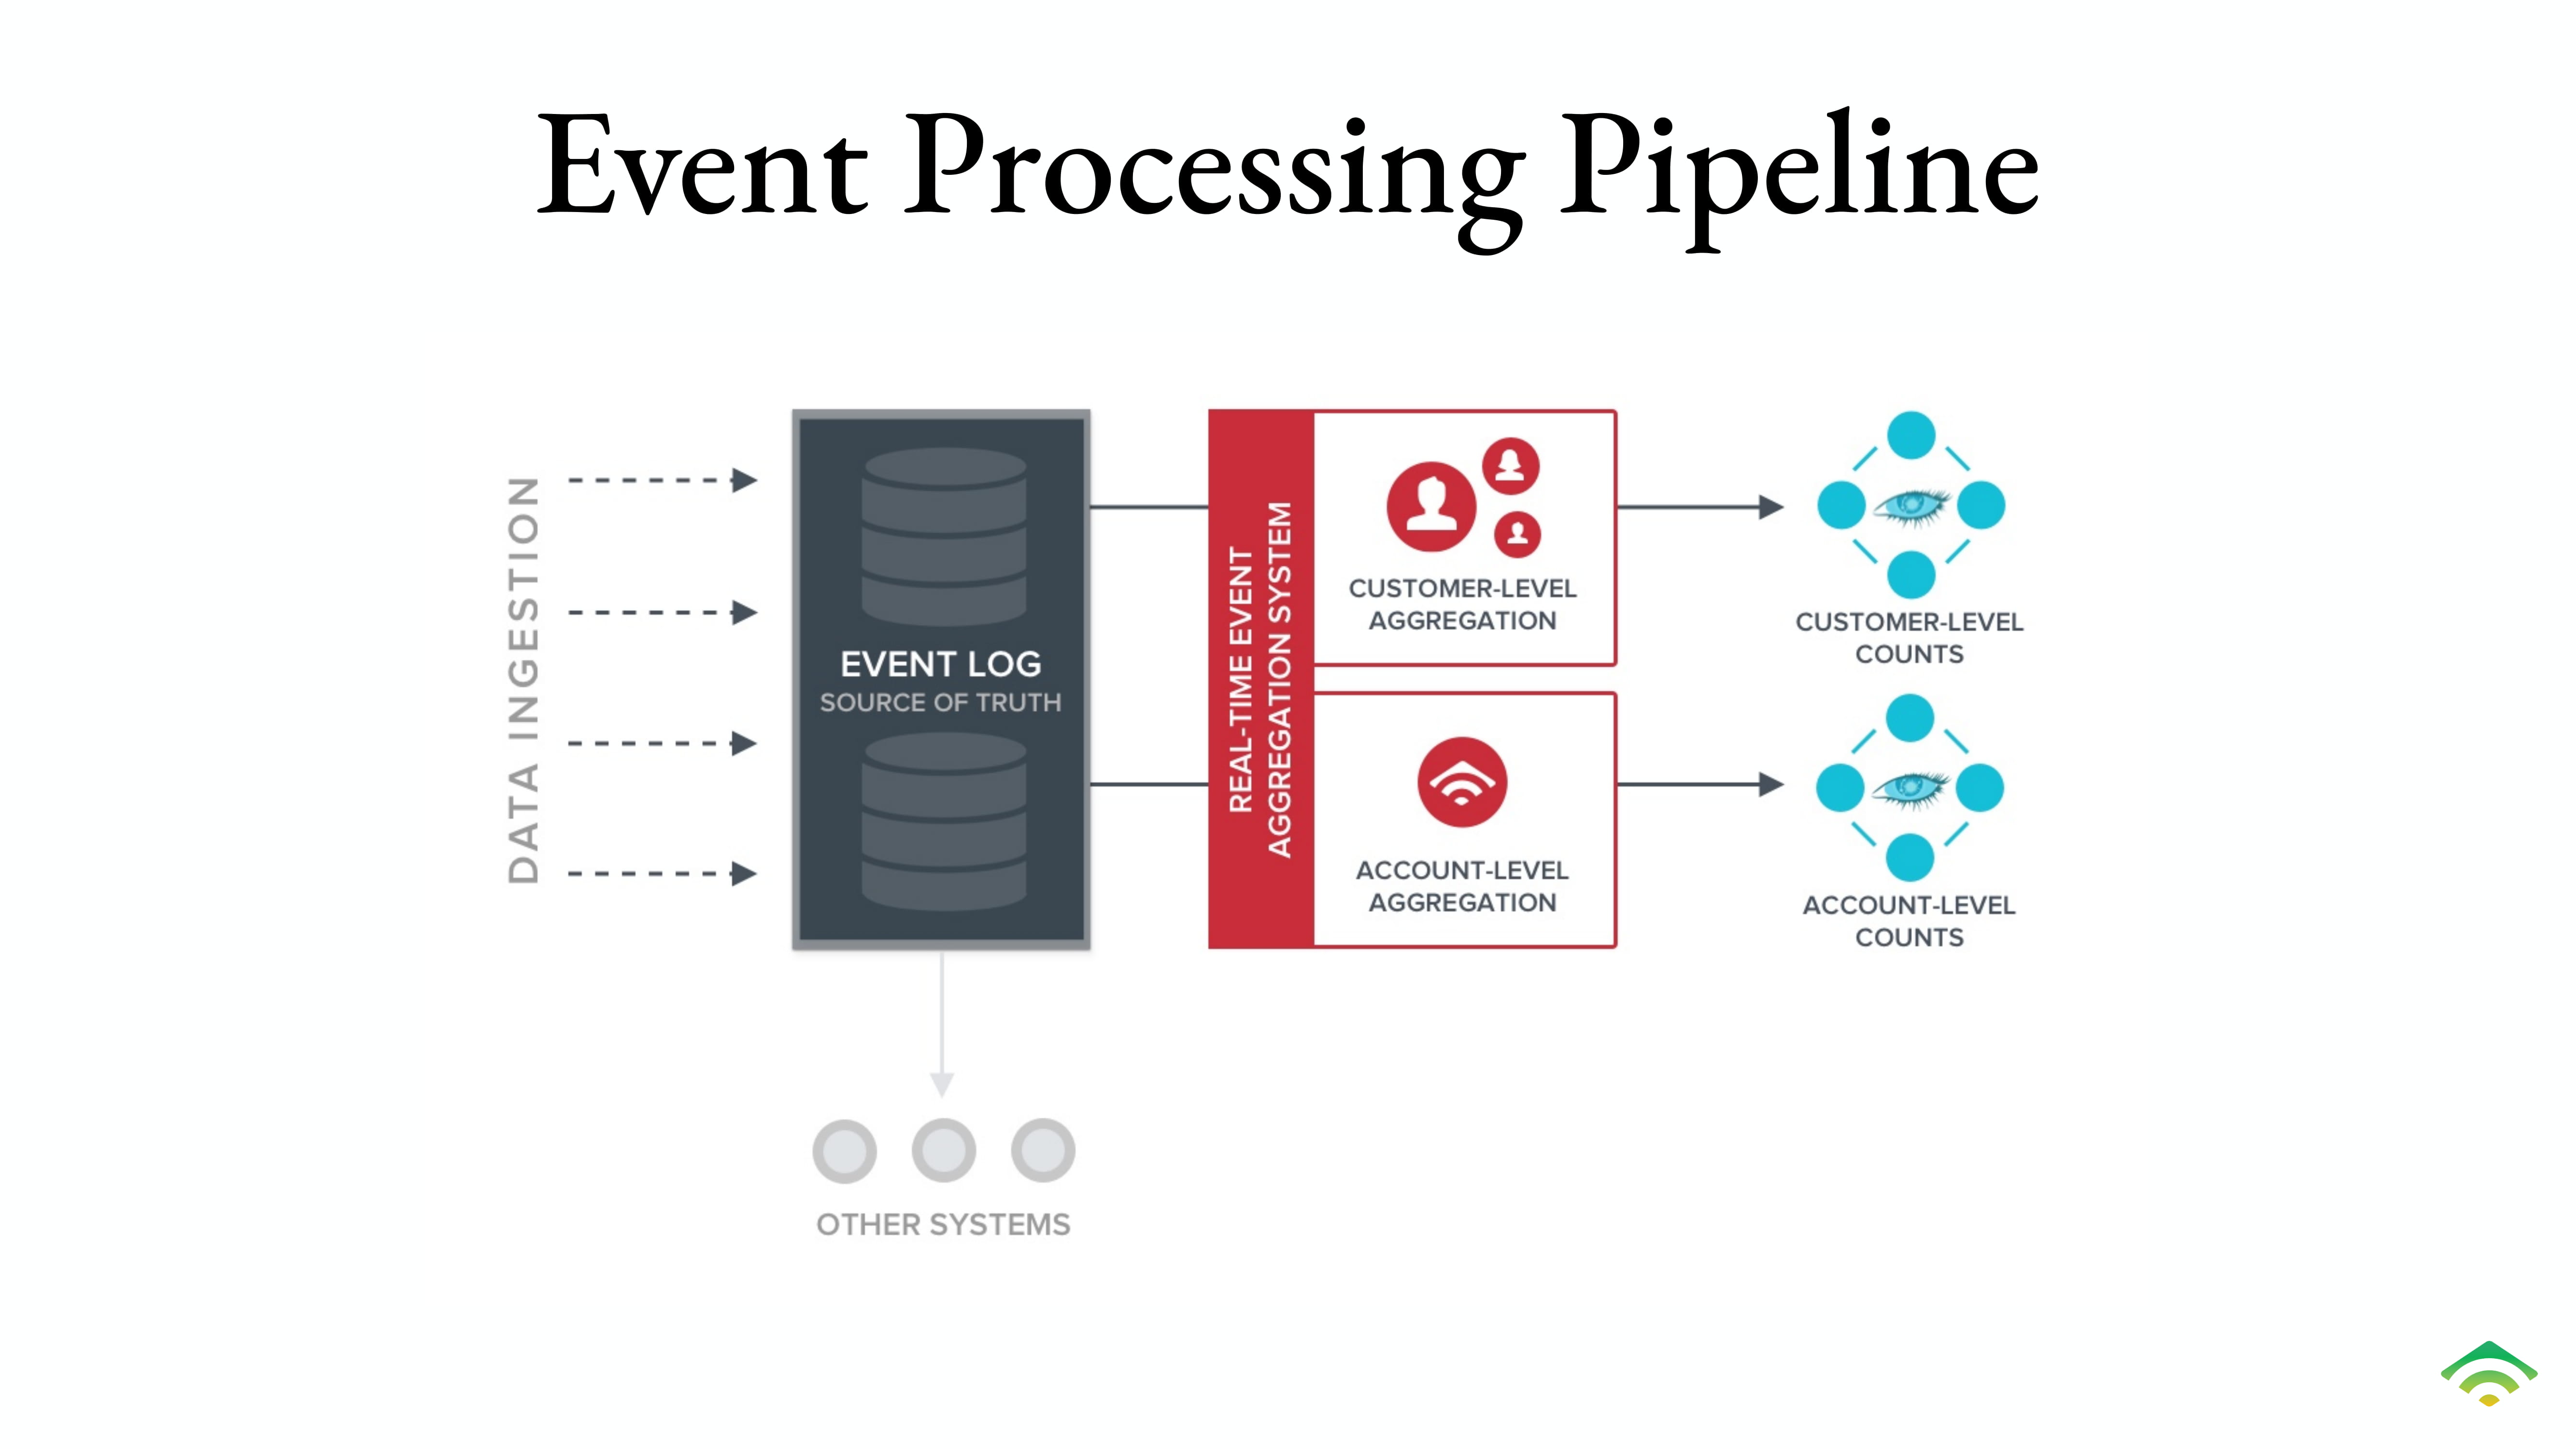 Event Processing Pipeline
DATA INGESTION
EVENT LOG
SOURCE OF TRUTH
REAL-TIME EVENT
AGGREGATION SYSTEM
CUSTOMER-LEVEL
AGGREGATION
CUSTOMER-LEVEL
COUNTS
ACCOUNT-LEVEL
AGGREGATION
ACCOUNT-LEVEL
COUNTS
OTHER SYSTEMS